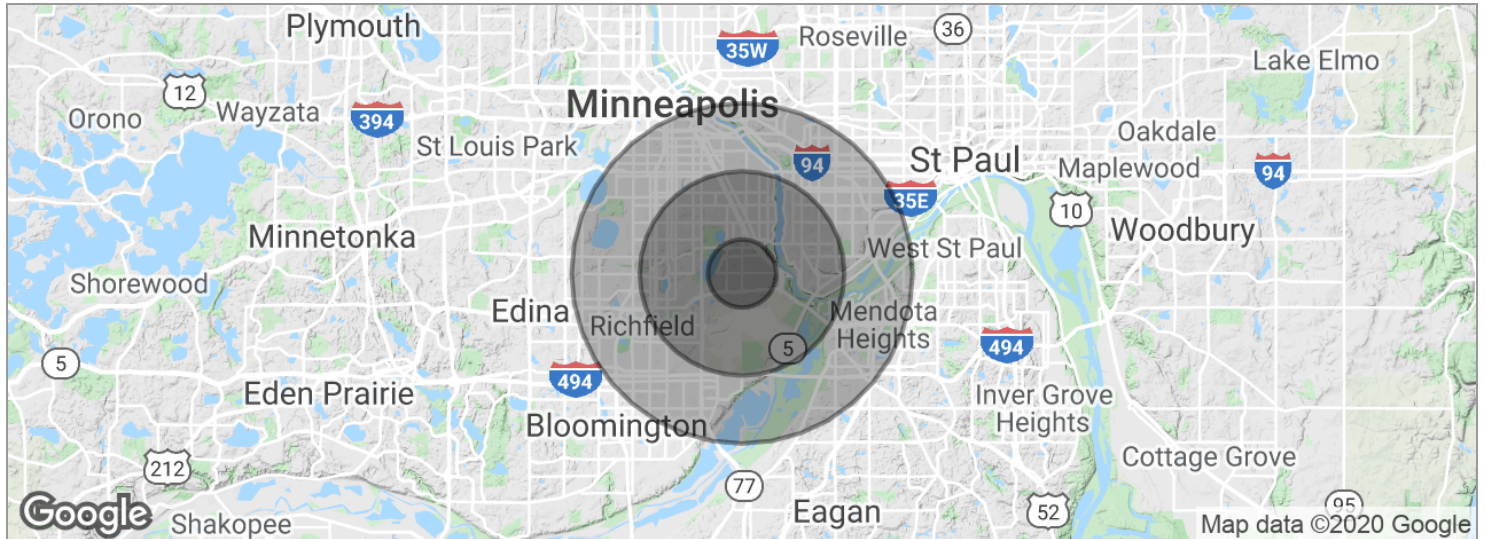 Plymouth
35W
Roseville
36
Lake Elmo
12
Orono
Wayzata
394
Minneapolis
St Louis Park
94
St Paul
Oakdale
Maplewood
94
35E
10
Minnetonka
West St Paul
Woodbury
Shorewood
Edina
Richfield
Mendota
Heights
5
5
494
494
Eden Prairie
Inver Grove
Heights
Bloomington
Cottage Grove
212
77
Eagan
52
95
Google
Shakopee
Map data ©2020 Google